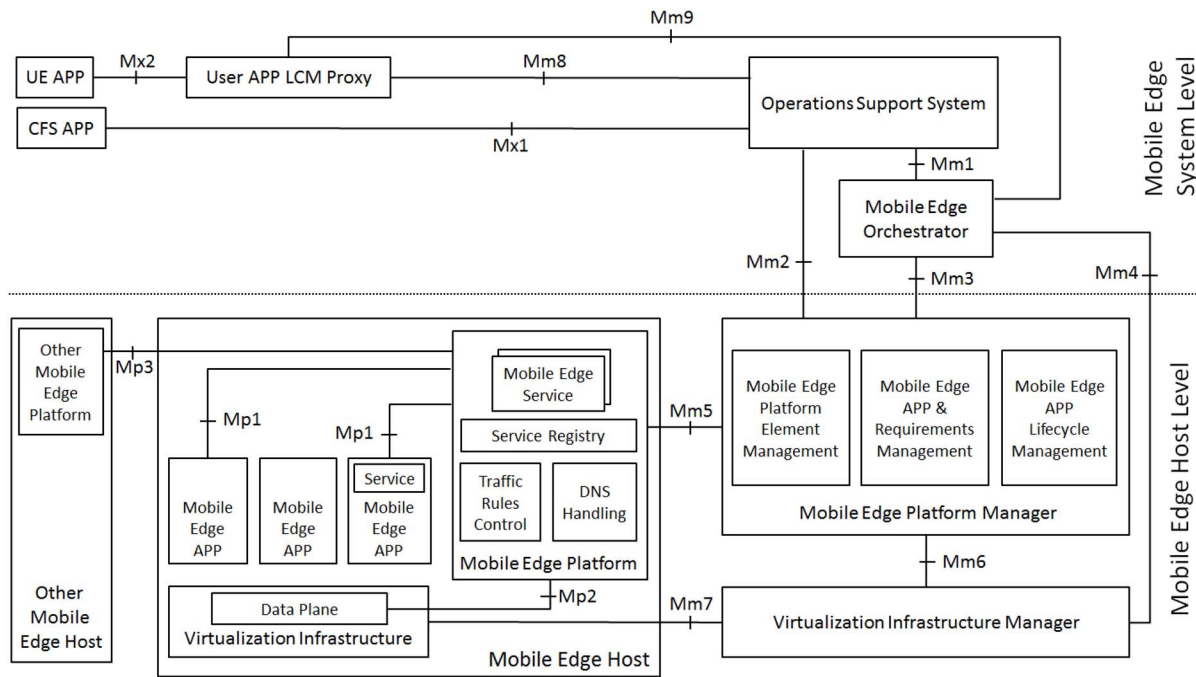 Mm9
UE APP
Mx2
User APP LCM Proxy
Mm8
Operations Support System
CFS APP
Mx1
Mm1
Mobile Edge
Orchestrator
Mobile Edge
System Level
Mm2
Mm3
Mm4
Other
Mobile
Edge
Platform
Mp3
Mobile Edge
Service
Service Registry
Traffic
Rules
Control
DNS
Handling
Mobile Edge Platform
Mp1
Mp1
Mobile
Edge
APP
Mobile
Edge
APP
Service
Mobile
Edge
APP
Mp2
Data Plane
Virtualization Infrastructure
Mobile Edge Host
Other
Mobile
Edge Host
Mm5
Mobile Edge
Platform
Element
Management
Mobile Edge
APP &
Requirements
Management
Mobile Edge
APP
Lifecycle
Management
Mobile Edge Platform Manager
Mm6
Mm7
Virtualization Infrastructure Manager
Mobile Edge Host Level